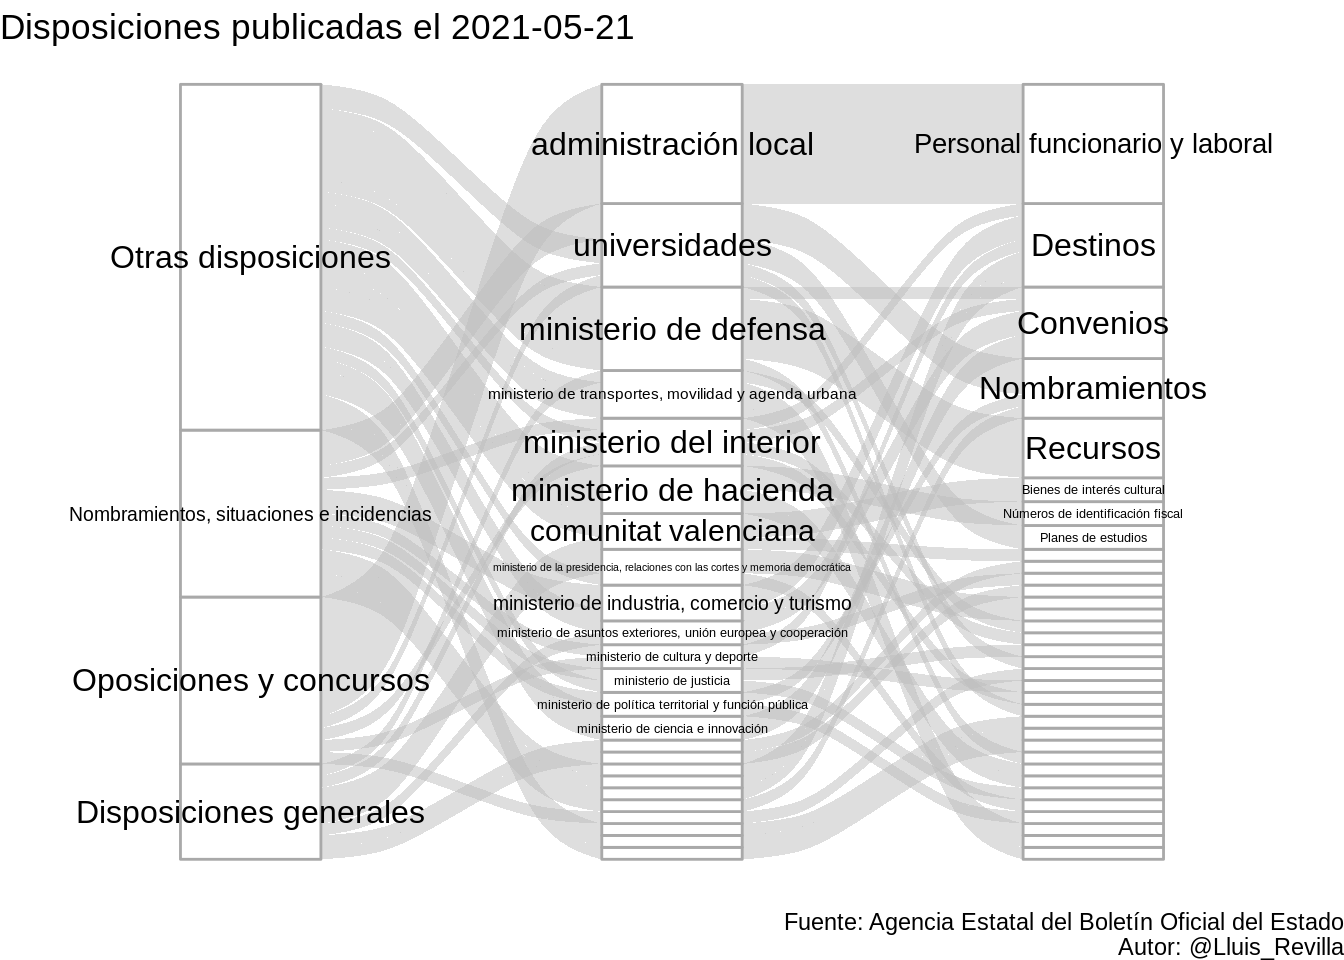 Disposiciones publicadas el 2021-05-21
Otras disposiciones
Nombramientos, situaciones e incidencias
Oposiciones y concursos
Disposiciones generales
administración local
universidades
ministerio de defensa
ministerio de transportes, movilidad y agenda urbana
ministerio del interior
ministerio de hacienda
comunitat valenciana
ministerio de la presidencia, relaciones con las cortes y memoria democrática
ministerio de industria, comercio y turismo
ministerio de asuntos exteriores, unión europea y cooperación
ministerio de cultura y deporte
ministerio de justicia
ministerio de política territorial y función pública
ministerio de ciencia e innovación
Personal funcionario y laboral
Destinos
Convenios
Nombramientos
Recursos
Bienes de interés cultural
Números de identificación fiscal
Planes de estudios
Fuente: Agencia Estatal del Boletín Oficial del Estado
Autor: @Lluis_Revilla